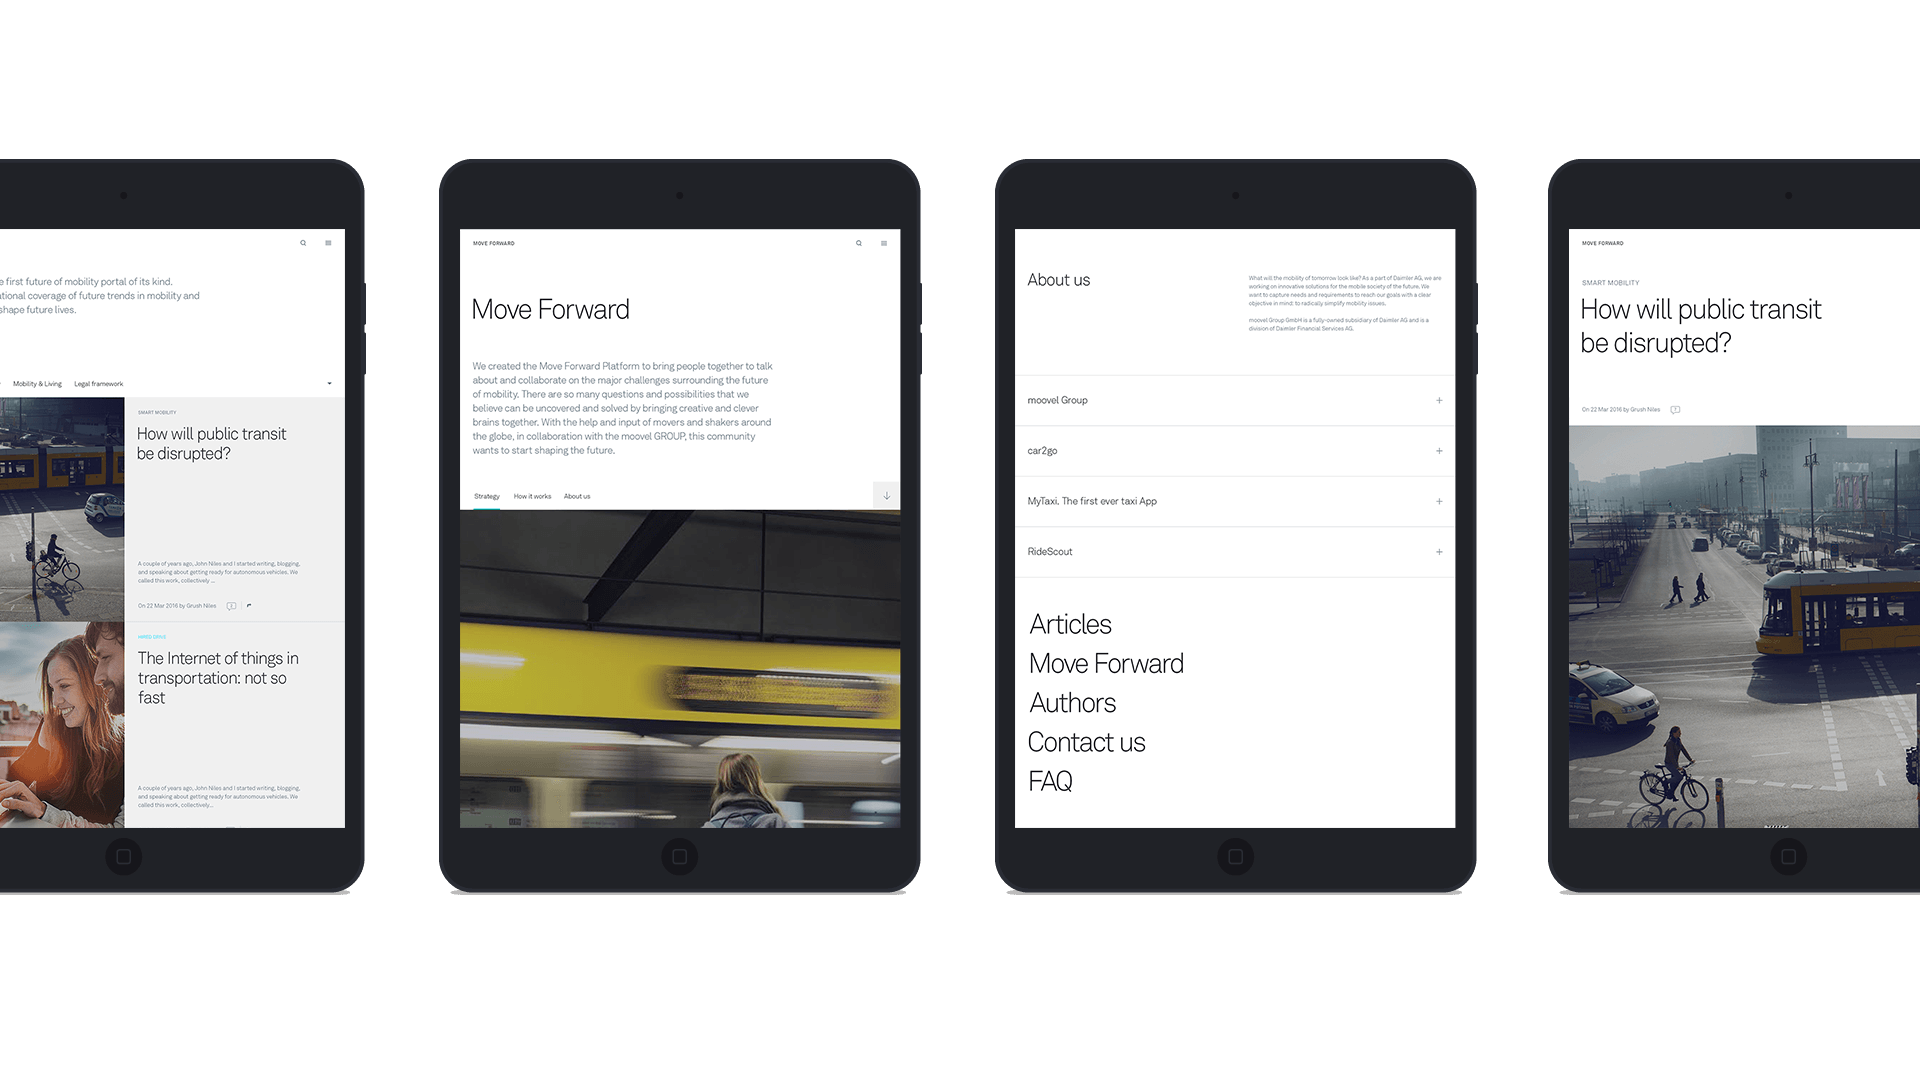 e first future of mobility portal of its kind.
ational coverage of future trends in mobility and
shape future lives.
Mobility & Living
Legal framework
SMART MOBILITY
How will public transit
be disrupted?
A couple of years ago, John Niles and I started writing, blogging,
and speaking about getting ready for autonomous vehicles. We
called this work, collectively ...
On 22 Mar 2016 by Grush Niles
HIRED DRIVE
The Internet of things in
transportation: not so
fast
A couple of years ago, John Niles and I started writing, blogging,
and speaking about getting ready for autonomous vehicles. We
called this work, collectively...
MOVE FORWARD
Move Forward
We created the Move Forward Platform to bring people together to talk
about and collaborate on the major challenges surrounding the future
of mobility. There are so many questions and possibilities that we
believe can be uncovered and solved by bringing creative and clever
brains together. With the help and input of movers and shakers around
the globe, in collaboration with the moovel GROUP, this community
wants to start shaping the future.
Strategy
How it works
About us
About us
What will the mobility of tomorrow look like? As a part of Daimler AG, we are
working on innovative solutions for the mobile society of the future. We
want to capture needs and requirements to reach our goals with a clear
objective in mind: to radically simplify mobility issues.
moovel Group GmbH is a fully-owned subsidiary of Daimler AG and is a
division of Daimler Financial Services AG.
moovel Group
car2go
MyTaxi. The first ever taxi App
RideScout
Articles
Move Forward
Authors
Contact us
FAQ
MOVE FORWARD
SMART MOBILITY
How will public transit
be disrupted?
On 22 Mar 2016 by Grush Niles